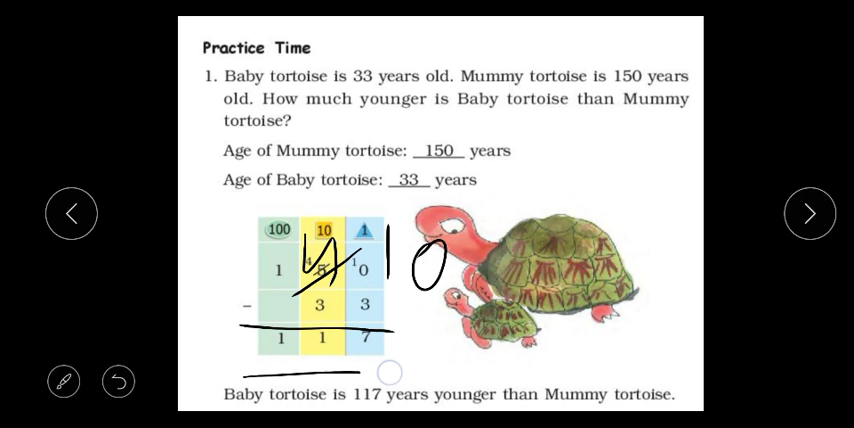 Practice Time
1. Baby tortoise is 33 years old. Mummy tortoise is 150 years
old. How much younger is Baby tortoise than Mummy
tortoise?
Age of Mummy tortoise: 150 years
Age of Baby tortoise: 33 years
100 10 1
4 10
1 4 5 1 0
- 3 3
1 1 7
Baby tortoise is 117 years younger than Mummy tortoise.